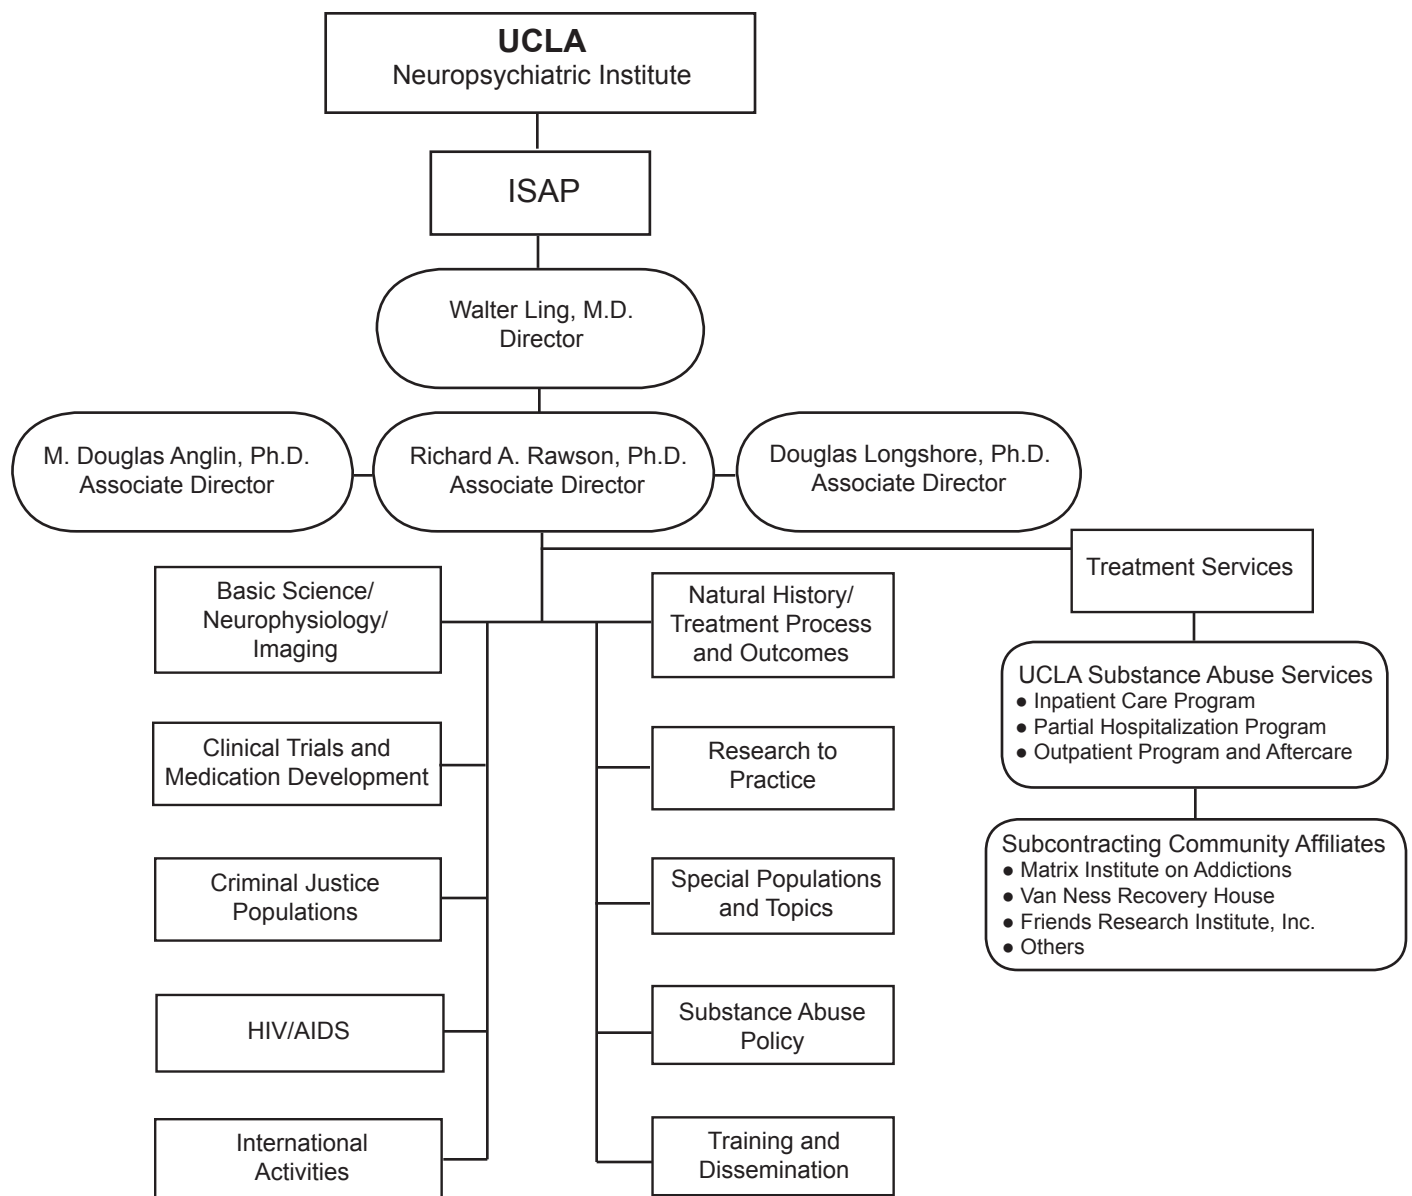 UCLA
Neuropsychiatric Institute
ISAP
Walter Ling, M.D.
Director
M. Douglas Anglin, Ph.D.
Associate Director
Richard A. Rawson, Ph.D.
Associate Director
Douglas Longshore, Ph.D.
Associate Director
Basic Science/
Neurophysiology/
Imaging
Natural History/
Treatment Process
and Outcomes
Clinical Trials and
Medication Development
Research to
Practice
Criminal Justice
Populations
Special Populations
and Topics
HIV/AIDS
Substance Abuse
Policy
International
Activities
Training and
Dissemination
Treatment Services
UCLA Substance Abuse Services
● Inpatient Care Program
● Partial Hospitalization Program
● Outpatient Program and Aftercare
Subcontracting Community Affiliates
● Matrix Institute on Addictions
● Van Ness Recovery House
● Friends Research Institute, Inc.
● Others